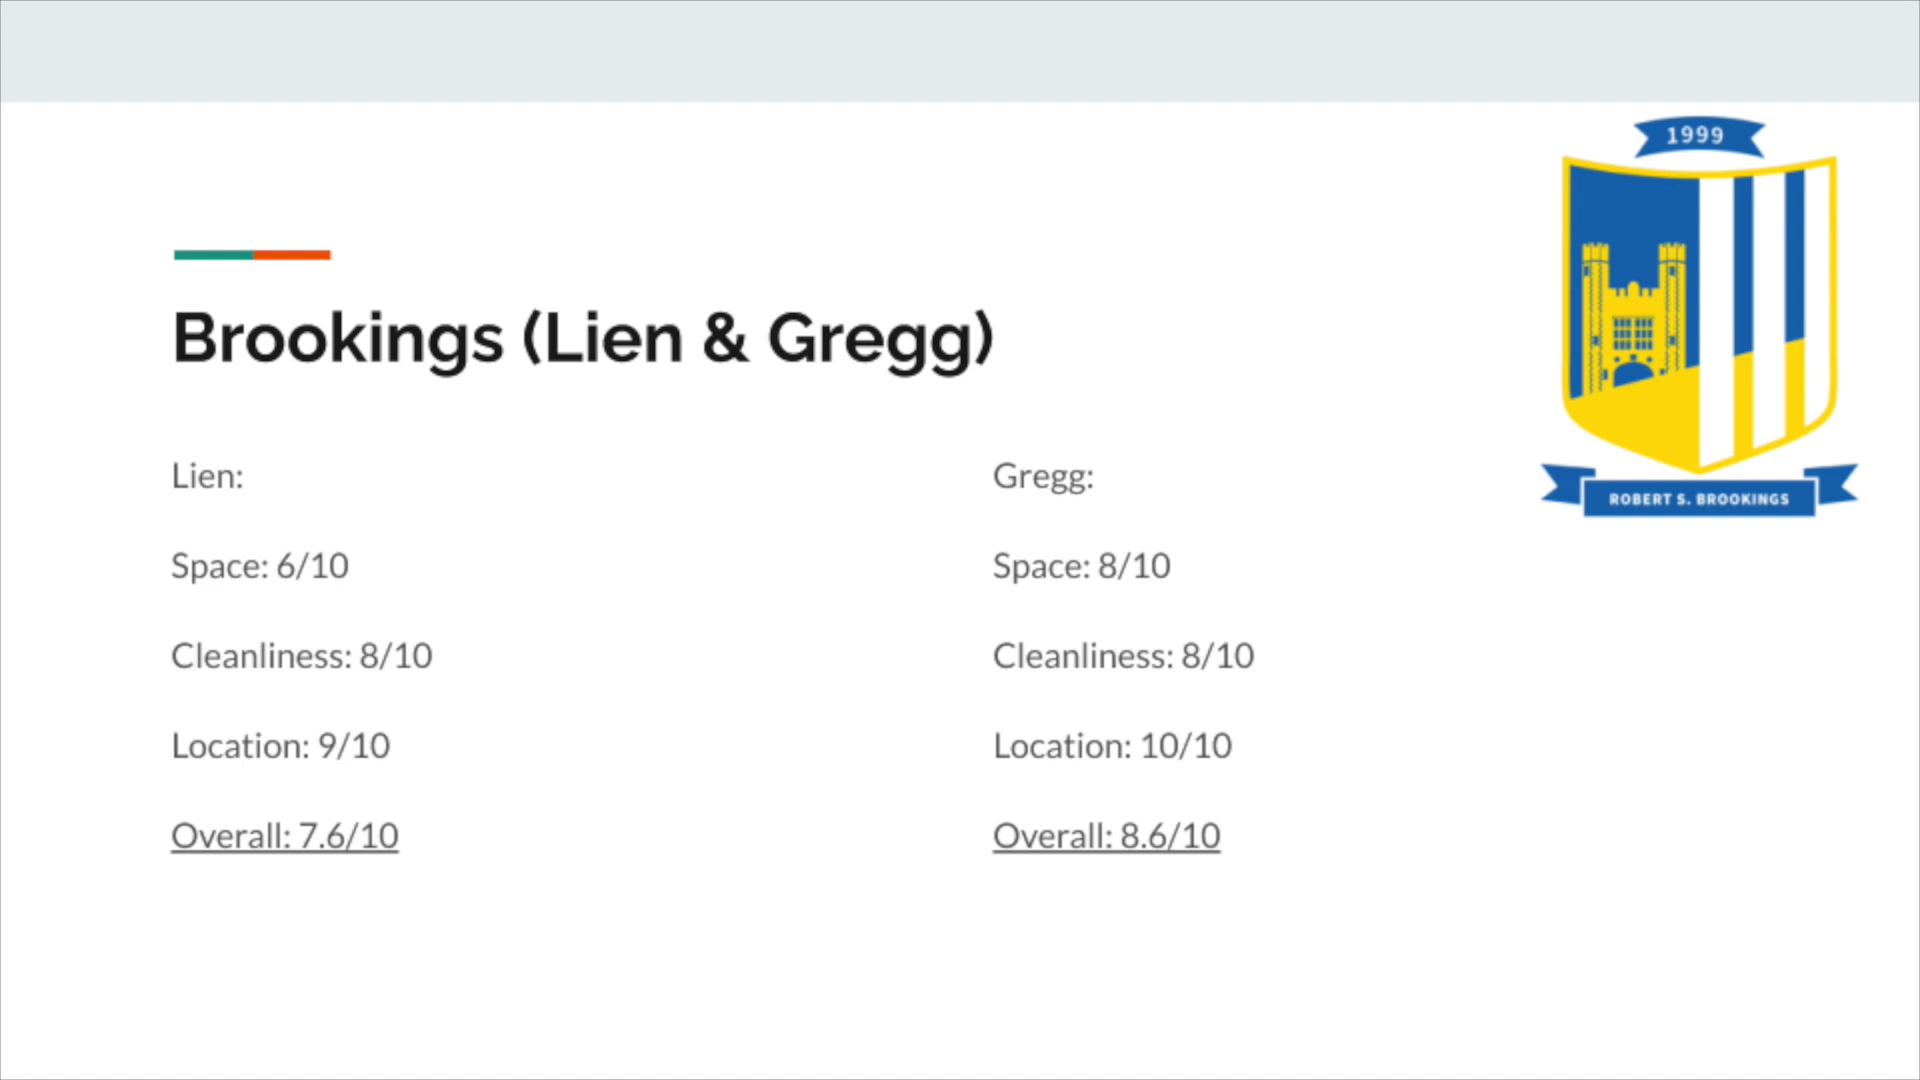 1999
Brookings (Lien & Gregg)
Lien:
Space: 6/10
Cleanliness: 8/10
Location: 9/10
Overall: 7.6/10
Gregg:
Space: 8/10
Cleanliness: 8/10
Location: 10/10
Overall: 8.6/10
ROBERT S. BROOKINGS